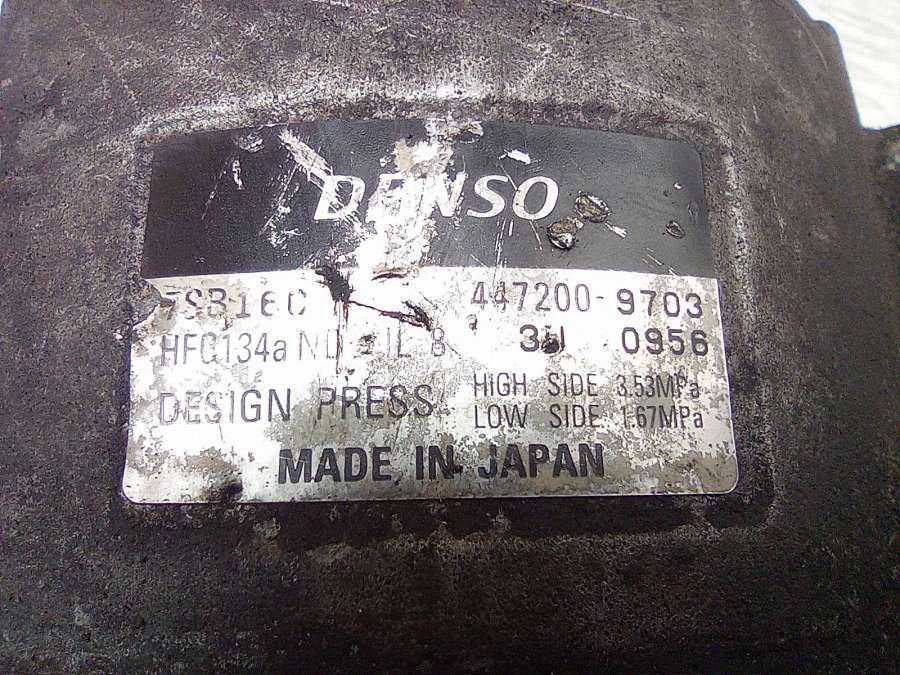 DENSO
7SB16C 447200-9703
HFC134a ND-OIL 8 0956
DESIGN PRESS HIGH SIDE 3.53MPa
LOW SIDE 1.67MPa
MADE IN JAPAN